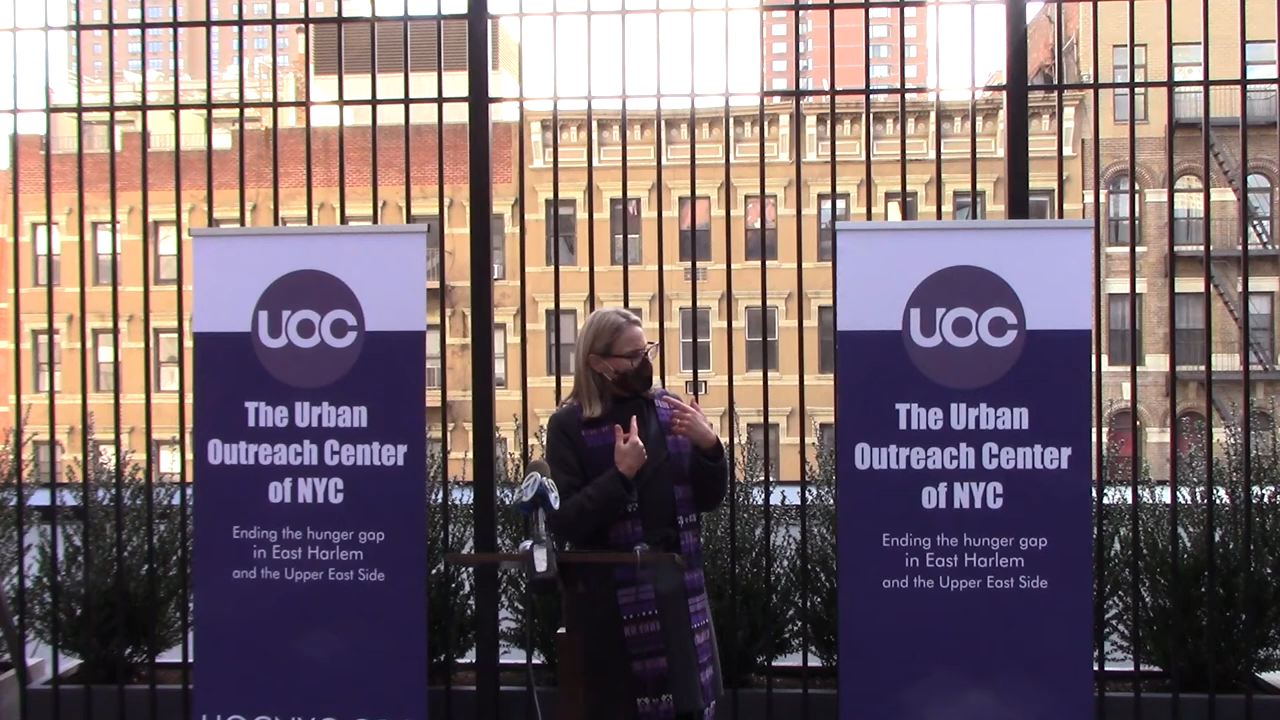 UOC
The Urban
Outreach Center
of NYC
Ending the hunger gap
in East Harlem
and the Upper East Side
UOC
The Urban
Outreach Center
of NYC
Ending the hunger gap
in East Harlem
and the Upper East Side